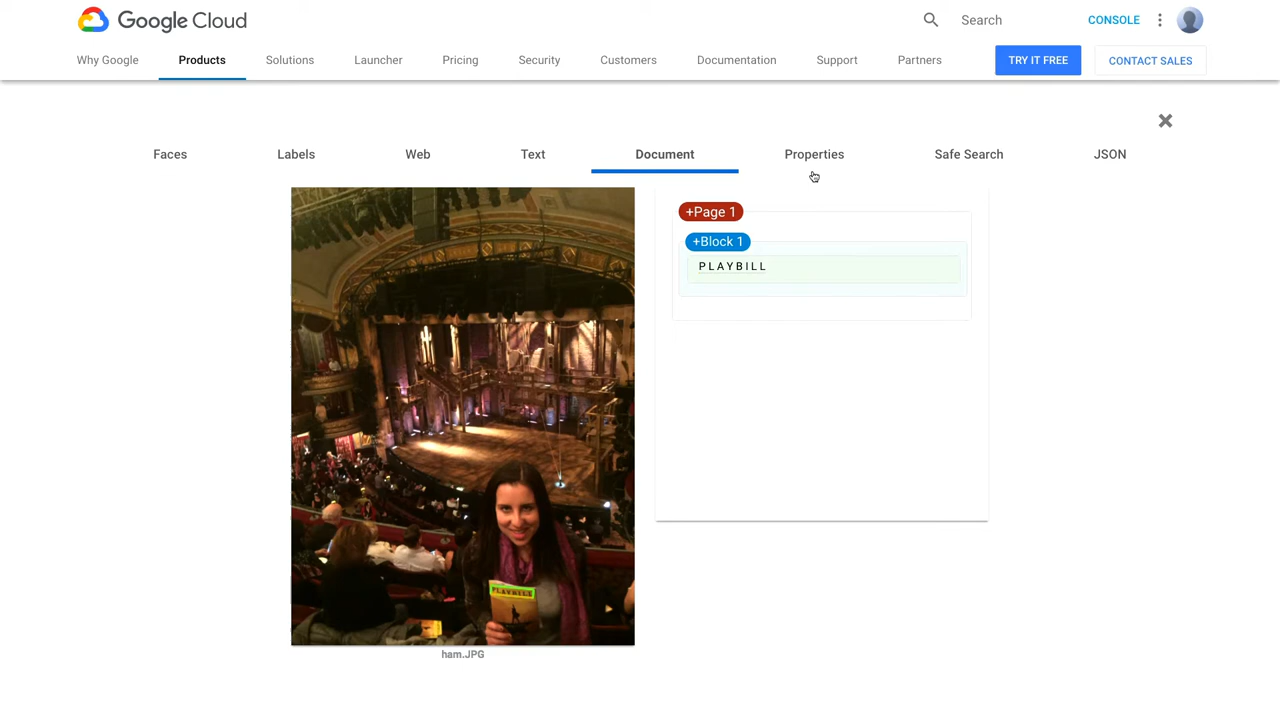 Google Cloud
Search
CONSOLE
Why Google
Products
Solutions
Launcher
Pricing
Security
Customers
Documentation
Support
Partners
TRY IT FREE
CONTACT SALES
Faces
Labels
Web
Text
Document
Properties
Safe Search
JSON
+Page 1
+Block 1
PLAYBILL
PLAYBILL
ham.JPG